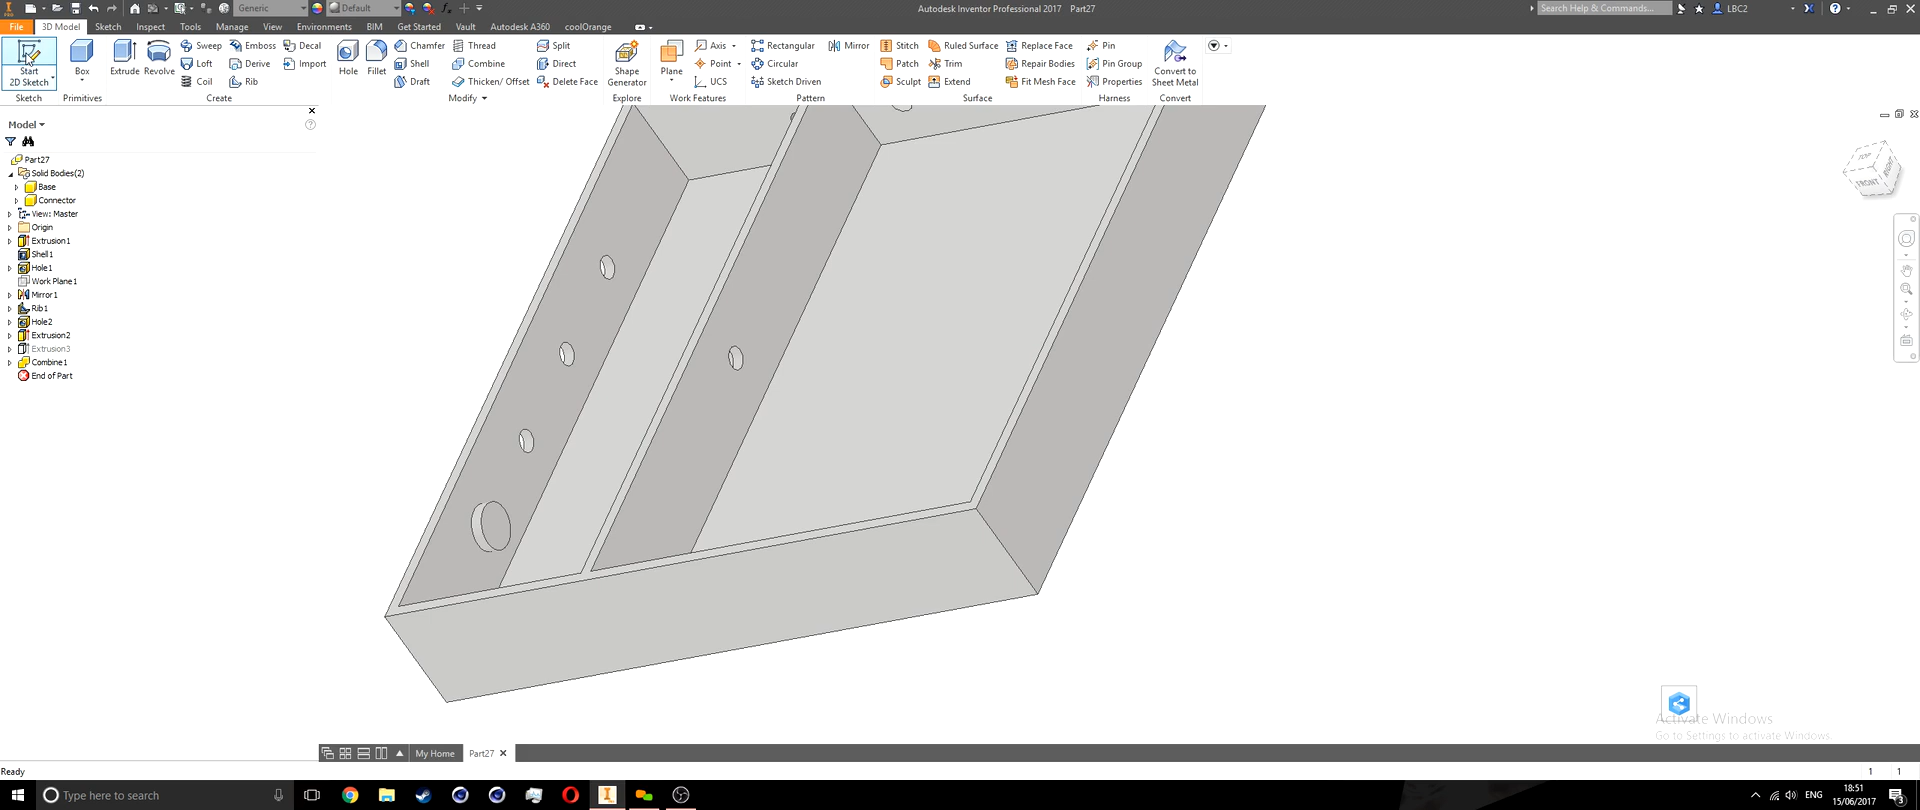 Generic Default Autodesk Inventor Professional 2017 Part27 Search Help & Commands... LBC2
File 3D Model Sketch Inspect Tools Manage View Environments BIM Get Started Vault Autodesk A360 coolOrange
Start
2D Sketch
Sketch
Box
Primitives
Extrude
Revolve
Sweep Emboss Decal
Loft Derive Import
Coil Rib
Create
Hole
Fillet
Chamfer Thread Split
Shell Combine Direct
Draft Thicken/ Offset Delete Face
Modify
Shape
Generator
Explore
Plane
Axis
Point
UCS
Work Features
Rectangular Mirror
Circular
Sketch Driven
Pattern
Stitch Ruled Surface Replace Face
Patch Trim Repair Bodies
Sculpt Extend Fit Mesh Face
Surface
Pin
Pin Group
Properties
Harness
Convert to
Sheet Metal
Convert
Model
Part27
Solid Bodies(2)
Base
Connector
View: Master
Origin
Extrusion1
Shell1
Hole1
Work Plane1
Mirror1
Rib1
Hole2
Extrusion2
Extrusion3
Combine1
End of Part
TOP
FRONT
RIGHT
Activate Windows
Go to Settings to activate Windows.
My Home Part27
Ready 1 1
Type here to search
ENG
18:51
15/06/2017
3